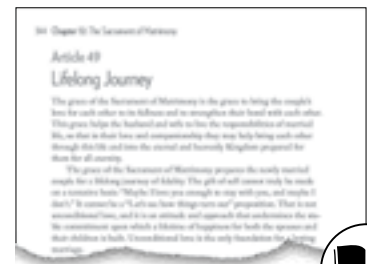 344 Chapter 10: The Sacrament of Matrimony
Article 49
Lifelong Journey
The grace of the Sacrament of Matrimony is the grace to bring the couple's
love for each other to its fullness and to strengthen their bond with each other.
This grace helps the husband and wife to live the responsibilities of married
life, so that in their love and companionship they may help bring each other
through this life and into the eternal and heavenly Kingdom prepared for
them for all eternity.
The grace of the Sacrament of Matrimony prepares the newly married
couple for a lifelong journey of fidelity. The gift of self cannot truly be made
on a tentative basis. "Maybe I love you enough to stay with you, and maybe I
don't." It cannot be a "Let's see how things turn out" proposition. That is not
unconditional love, and it is an attitude and approach that undermines the
life commitment upon which a lifetime of happiness for both the spouses and
their children is built. Unconditional love is the only foundation for a lasting
marriage.